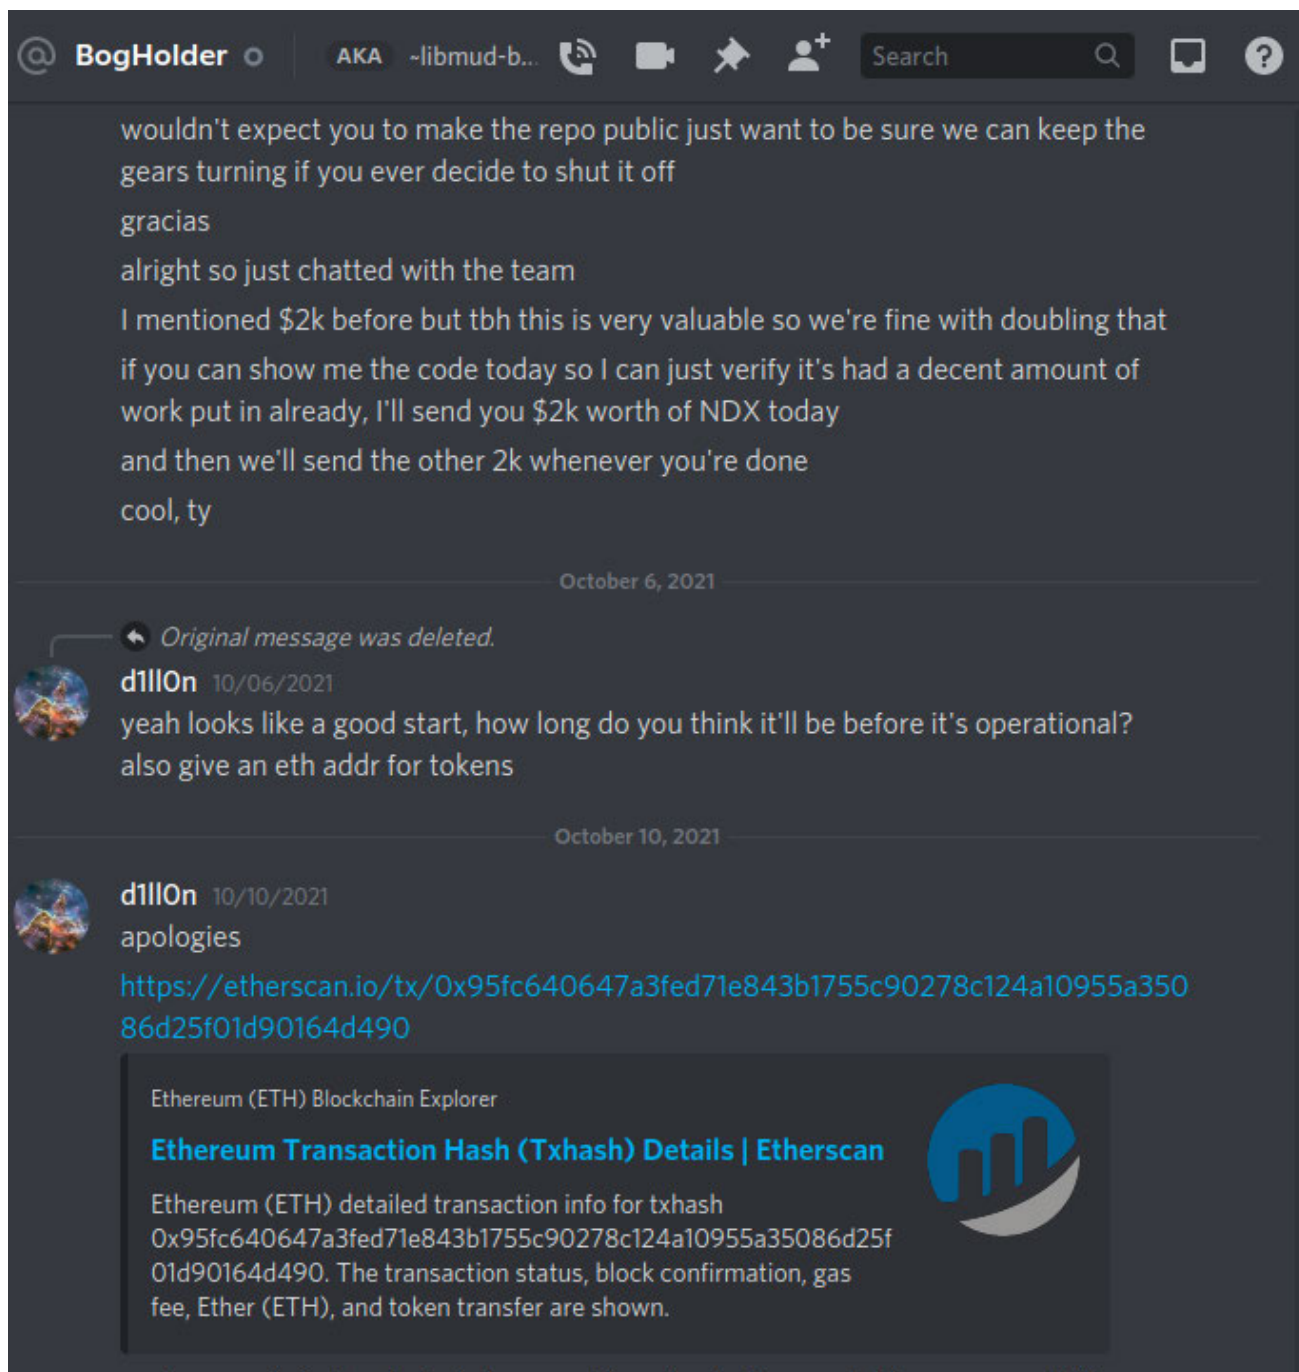 @ BogHolder AKA ~libmud-b... Search
wouldn't expect you to make the repo public just want to be sure we can keep the
gears turning if you ever decide to shut it off
gracias
alright so just chatted with the team
I mentioned $2k before but tbh this is very valuable so we're fine with doubling that
if you can show me the code today so I can just verify it's had a decent amount of
work put in already, I'll send you $2k worth of NDX today
and then we'll send the other 2k whenever you're done
cool, ty
October 6, 2021
Original message was deleted.
d1ll0n 10/06/2021
yeah looks like a good start, how long do you think it'll be before it's operational?
also give an eth addr for tokens
October 10, 2021
d1ll0n 10/10/2021
apologies
https://etherscan.io/tx/0x95fc640647a3fed71e843b1755c90278c124a10955a350
86d25f01d90164d490
Ethereum (ETH) Blockchain Explorer
Ethereum Transaction Hash (Txhash) Details | Etherscan
Ethereum (ETH) detailed transaction info for txhash
0x95fc640647a3fed71e843b1755c90278c124a10955a35086d25f
01d90164d490. The transaction status, block confirmation, gas
fee, Ether (ETH), and token transfer are shown.